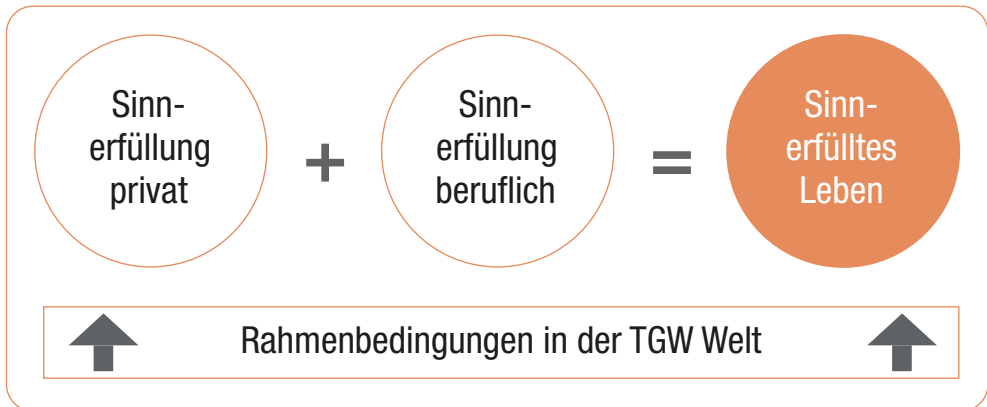 Sinn-
erfüllung
privat
+
Sinn-
erfüllung
beruflich
=
Sinn-
erfülltes
Leben
Rahmenbedingungen in der TGW Welt